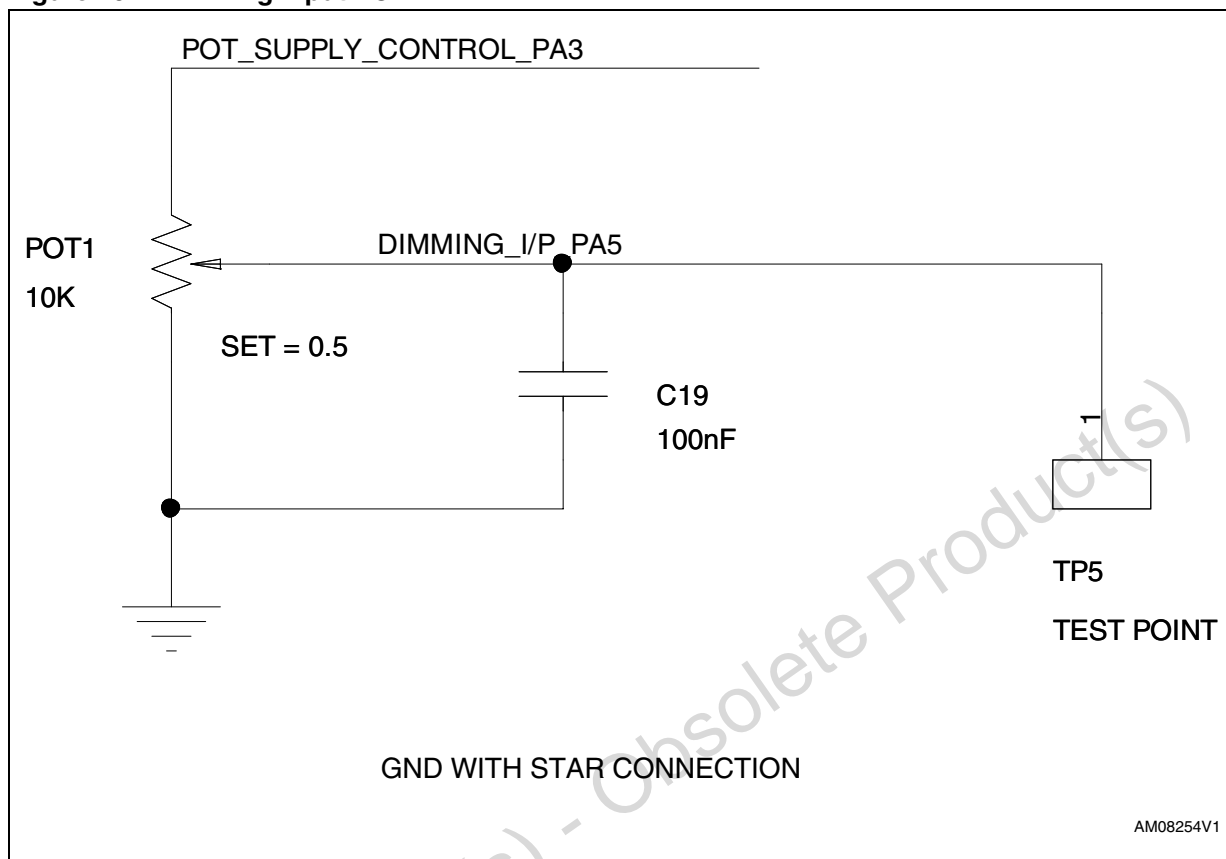 POT_SUPPLY_CONTROL_PA3
POT1
10K
DIMMING_I/P_PA5
SET = 0.5
C19
100nF
1
TP5
TEST POINT
GND WITH STAR CONNECTION
(s) - Obsolete Product(s)
AM08254V1